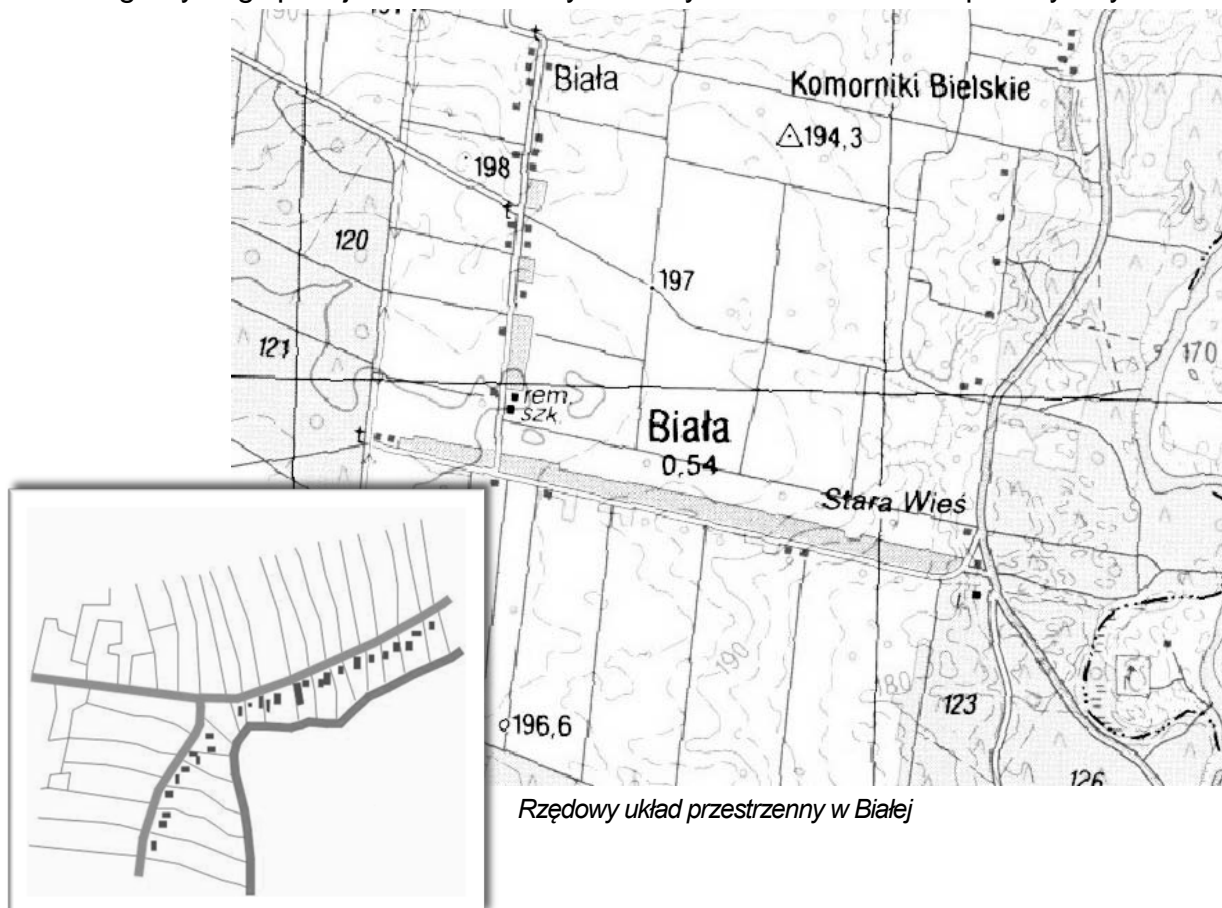 Biała
Komorniki Bielskie
194,3
198
120
197
121
170
rem.
szk.
Biała
0,54
Stara Wieś
190
180
123
196,6
126
Rzędowy układ przestrzenny w Białej